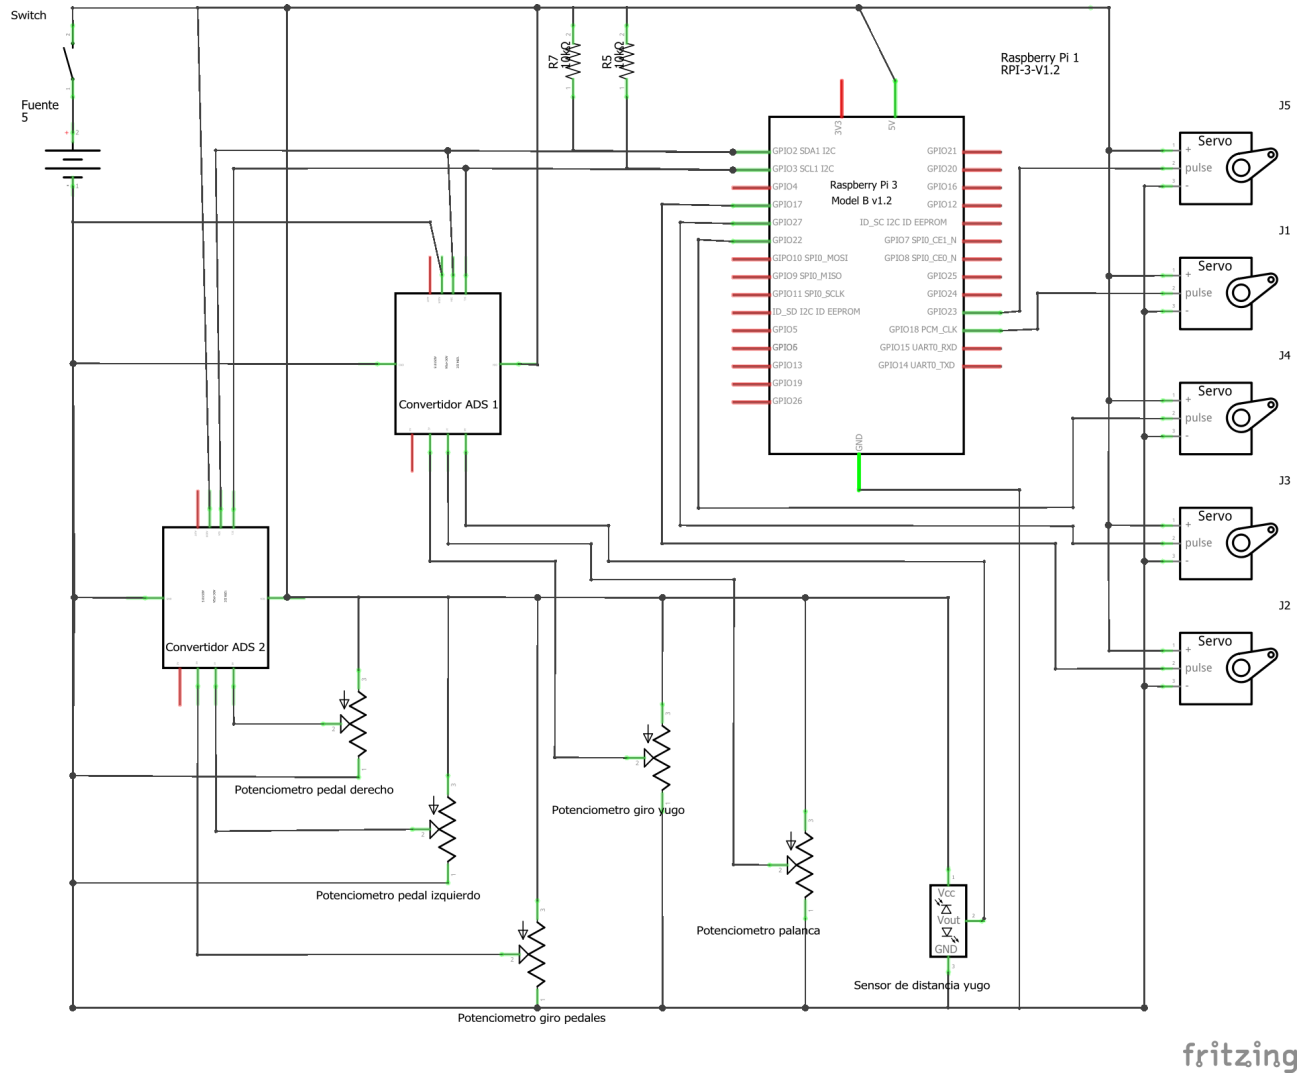 Switch
Fuente
5
R7
10kΩ
R5
10kΩ
Raspberry Pi 1
RPI-3-V1.2
3V3
5V
GPIO2 SDA1 I2C
GPIO3 SCL1 I2C
GPIO4
GPIO17
GPIO27
GPIO22
GIPO10 SPI0_MOSI
GPIO9 SPI0_MISO
GPIO11 SPI0_SCLK
ID_SD I2C ID EEPROM
GPIO5
GPIO6
GPIO13
GPIO19
GPIO26
Raspberry Pi 3
Model B v1.2
GPIO21
GPIO20
GPIO16
GPIO12
ID_SC I2C ID EEPROM
GPIO7 SPI0_CE1_N
GPIO8 SPI0_CE0_N
GPIO25
GPIO24
GPIO23
GPIO18 PCM_CLK
GPIO15 UART0_RXD
GPIO14 UART0_TXD
GND
J5
Servo
+
pulse
-
J1
Servo
+
pulse
-
J4
Servo
+
pulse
-
J3
Servo
+
pulse
-
J2
Servo
+
pulse
-
Convertidor ADS 1
Convertidor ADS 2
Potenciometro pedal derecho
Potenciometro pedal izquierdo
Potenciometro giro pedales
Potenciometro giro yugo
Potenciometro palanca
Vcc
Vout
GND
Sensor de distancia yugo
fritzing